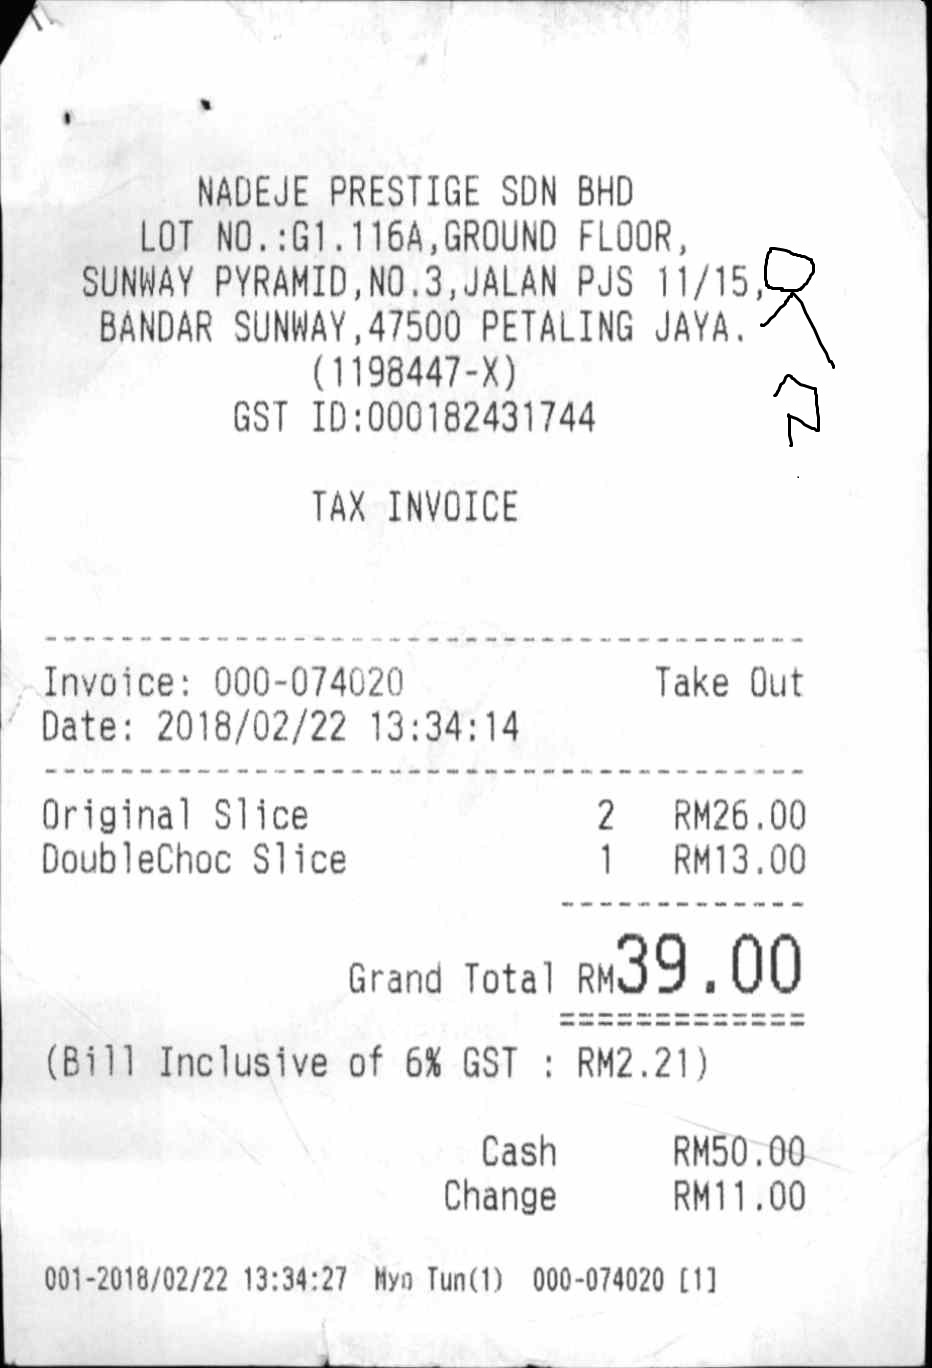 NADEJE PRESTIGE SDN BHD
LOT NO.:G1.116A,GROUND FLOOR,
SUNWAY PYRAMID,NO.3,JALAN PJS 11/15,
BANDAR SUNWAY,47500 PETALING JAYA.
(1198447-X)
GST ID:000182431744
TAX INVOICE
Invoice: 000-074020 Take Out
Date: 2018/02/22 13:34:14
Original Slice 2 RM26.00
DoubleChoc Slice 1 RM13.00
Grand Total RM39.00
(Bill Inclusive of 6% GST : RM2.21)
Cash RM50.00
Change RM11.00
001-2018/02/22 13:34:27 Myo Tun(1) 000-074020 [1]